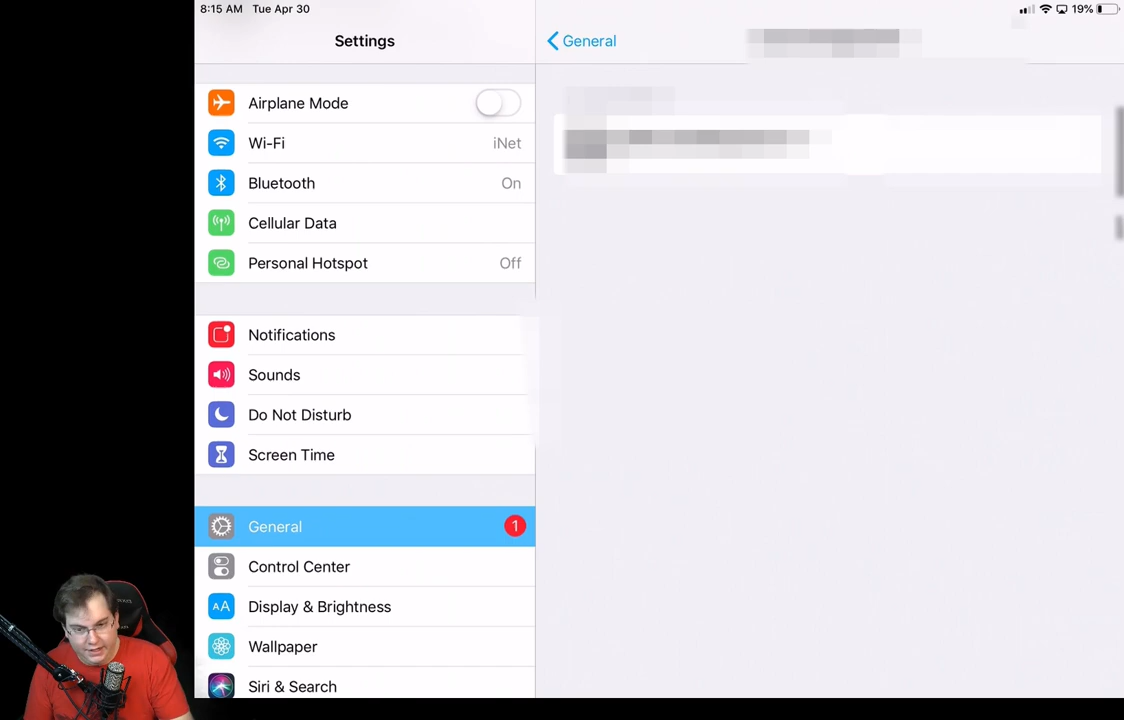 8:15 AM Tue Apr 30
19%
Settings
General
Airplane Mode
Wi-Fi iNet
Bluetooth On
Cellular Data
Personal Hotspot Off
Notifications
Sounds
Do Not Disturb
Screen Time
General 1
Control Center
AA Display & Brightness
Wallpaper
Siri & Search